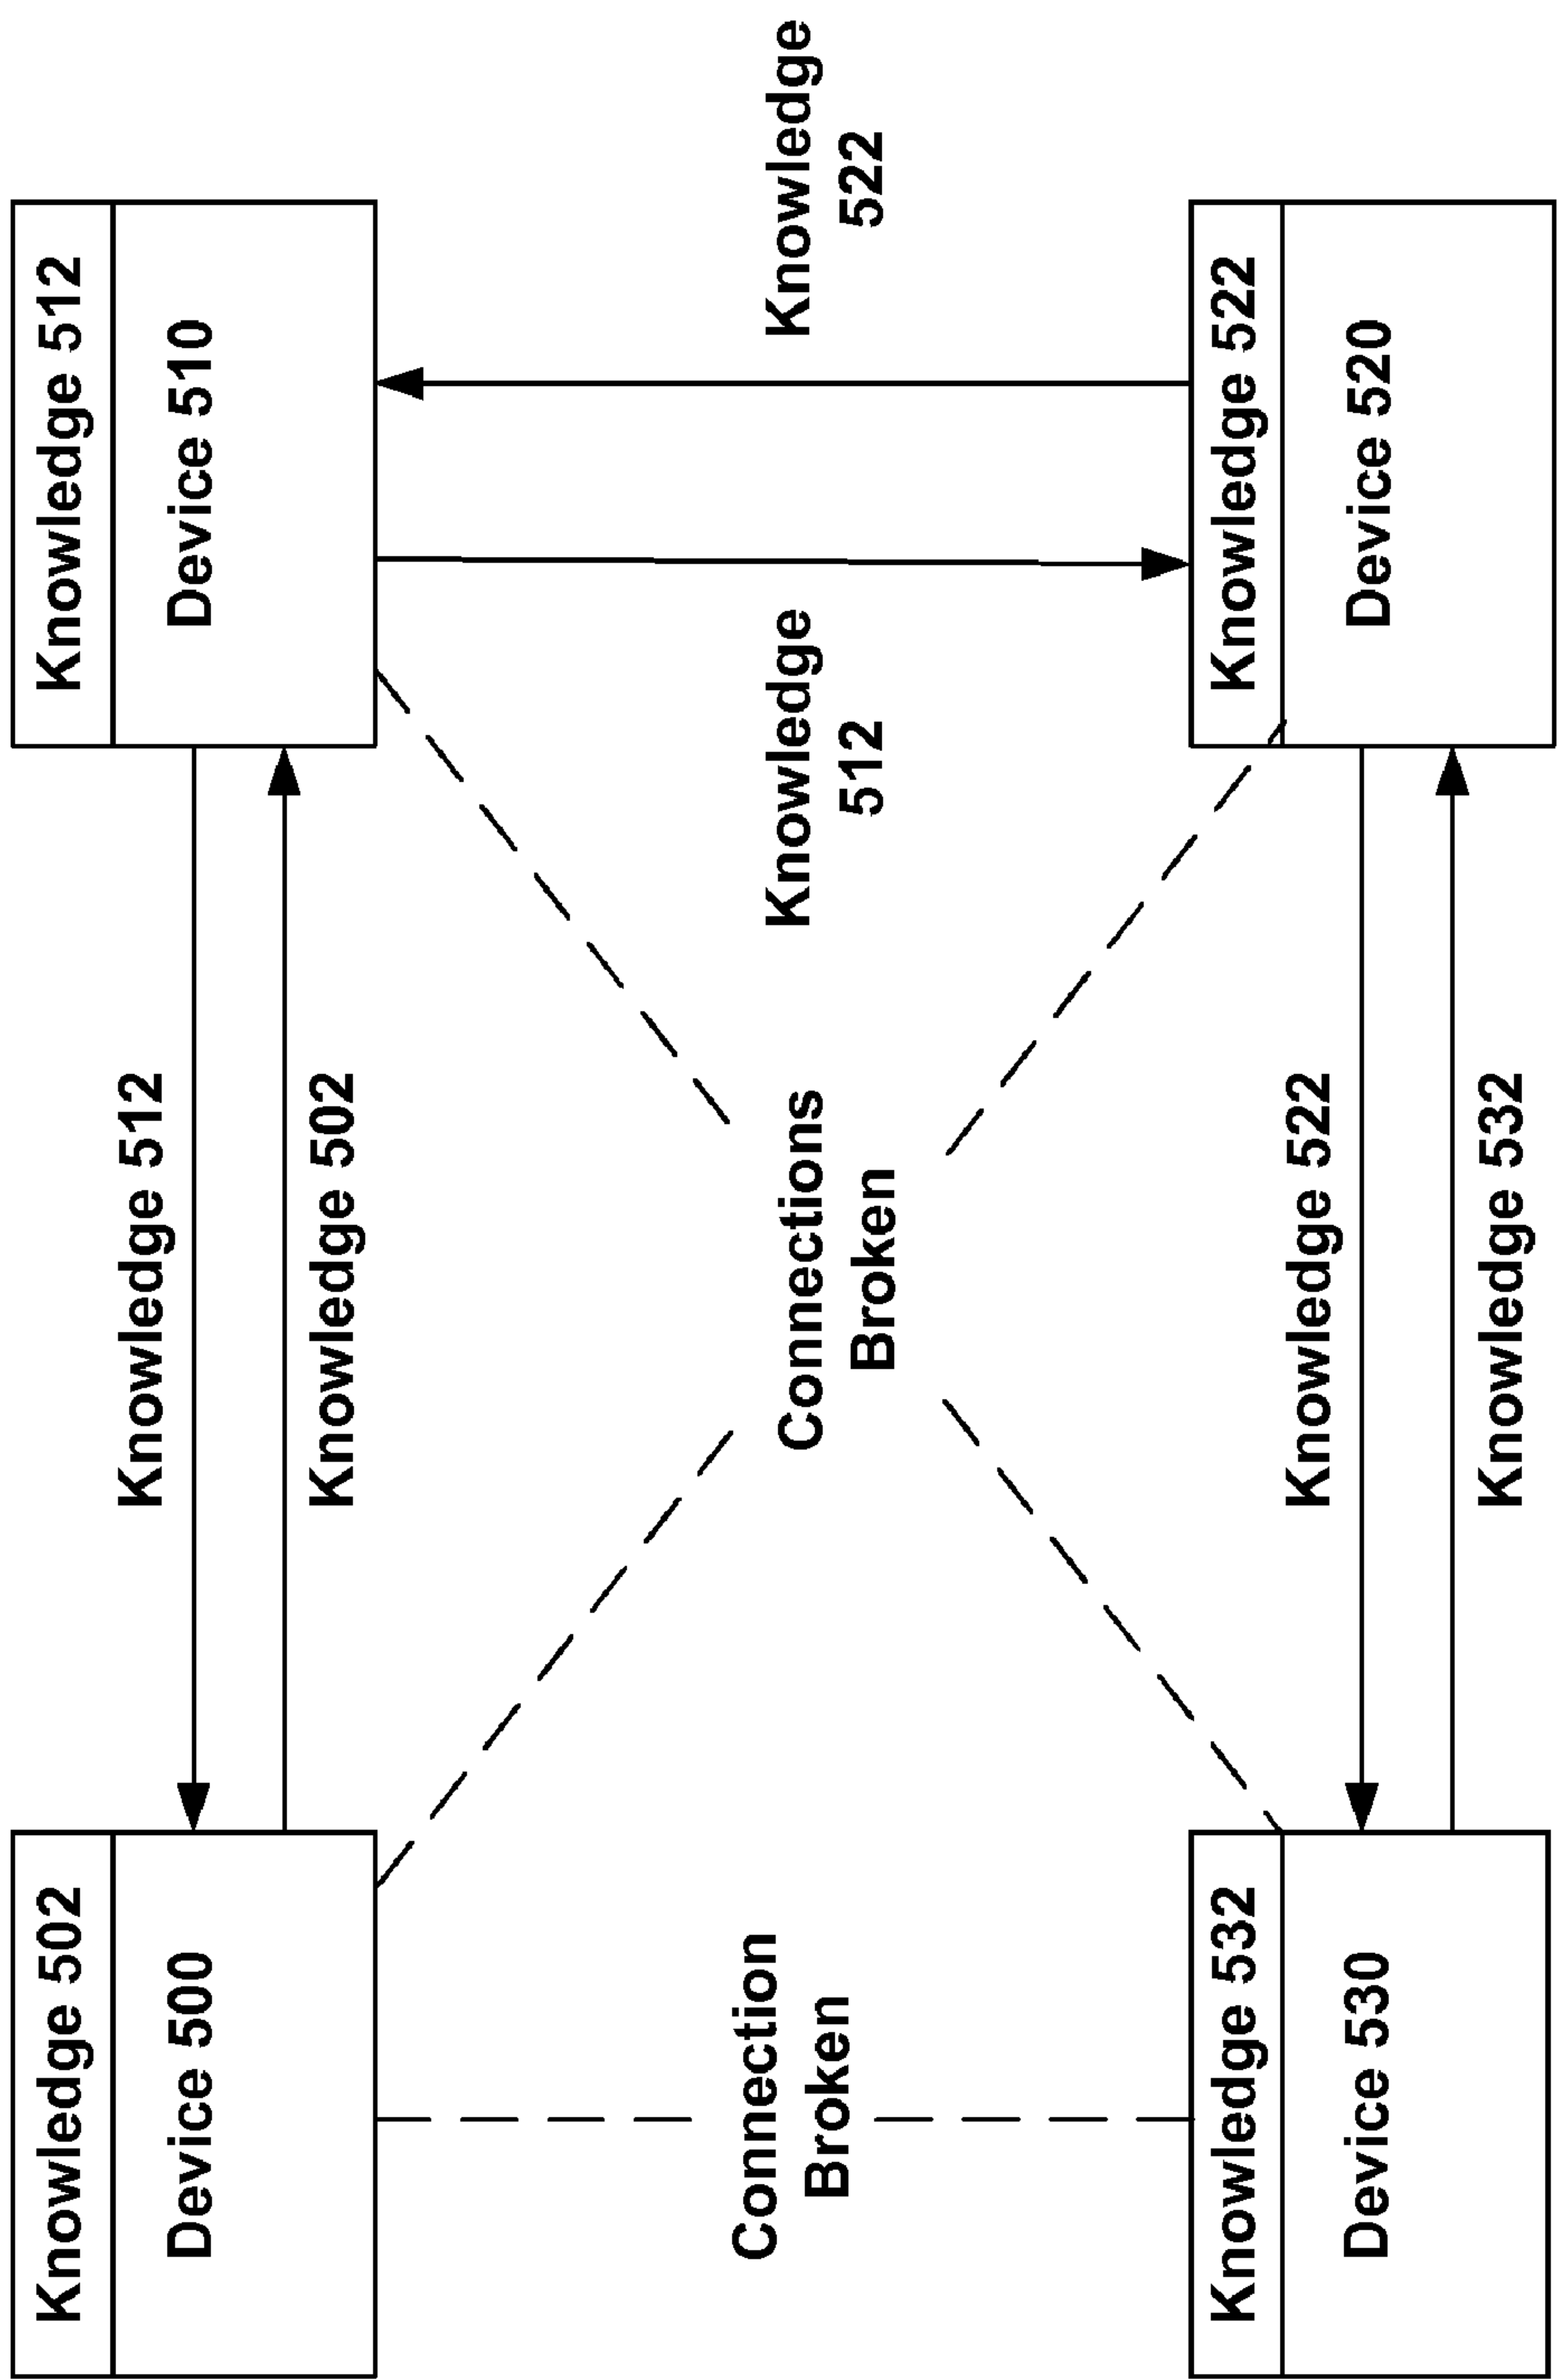 Knowledge 502
Device 500
Knowledge 512
Knowledge 502
Knowledge 512
Device 510
Connection
Broken
Connections
Broken
Knowledge
512
Knowledge
522
Knowledge 532
Device 530
Knowledge 522
Knowledge 532
Knowledge 522
Device 520